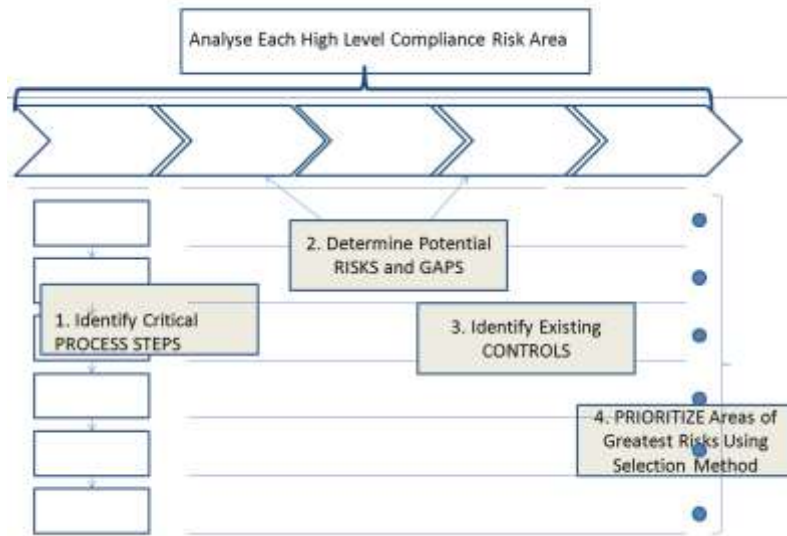 Analyse Each High Level Compliance Risk Area
2. Determine Potential
RISKS and GAPS
1. Identify Critical
PROCESS STEPS
3. Identify Existing
CONTROLS
4. PRIORITIZE Areas of
Greatest Risks Using
Selection Method